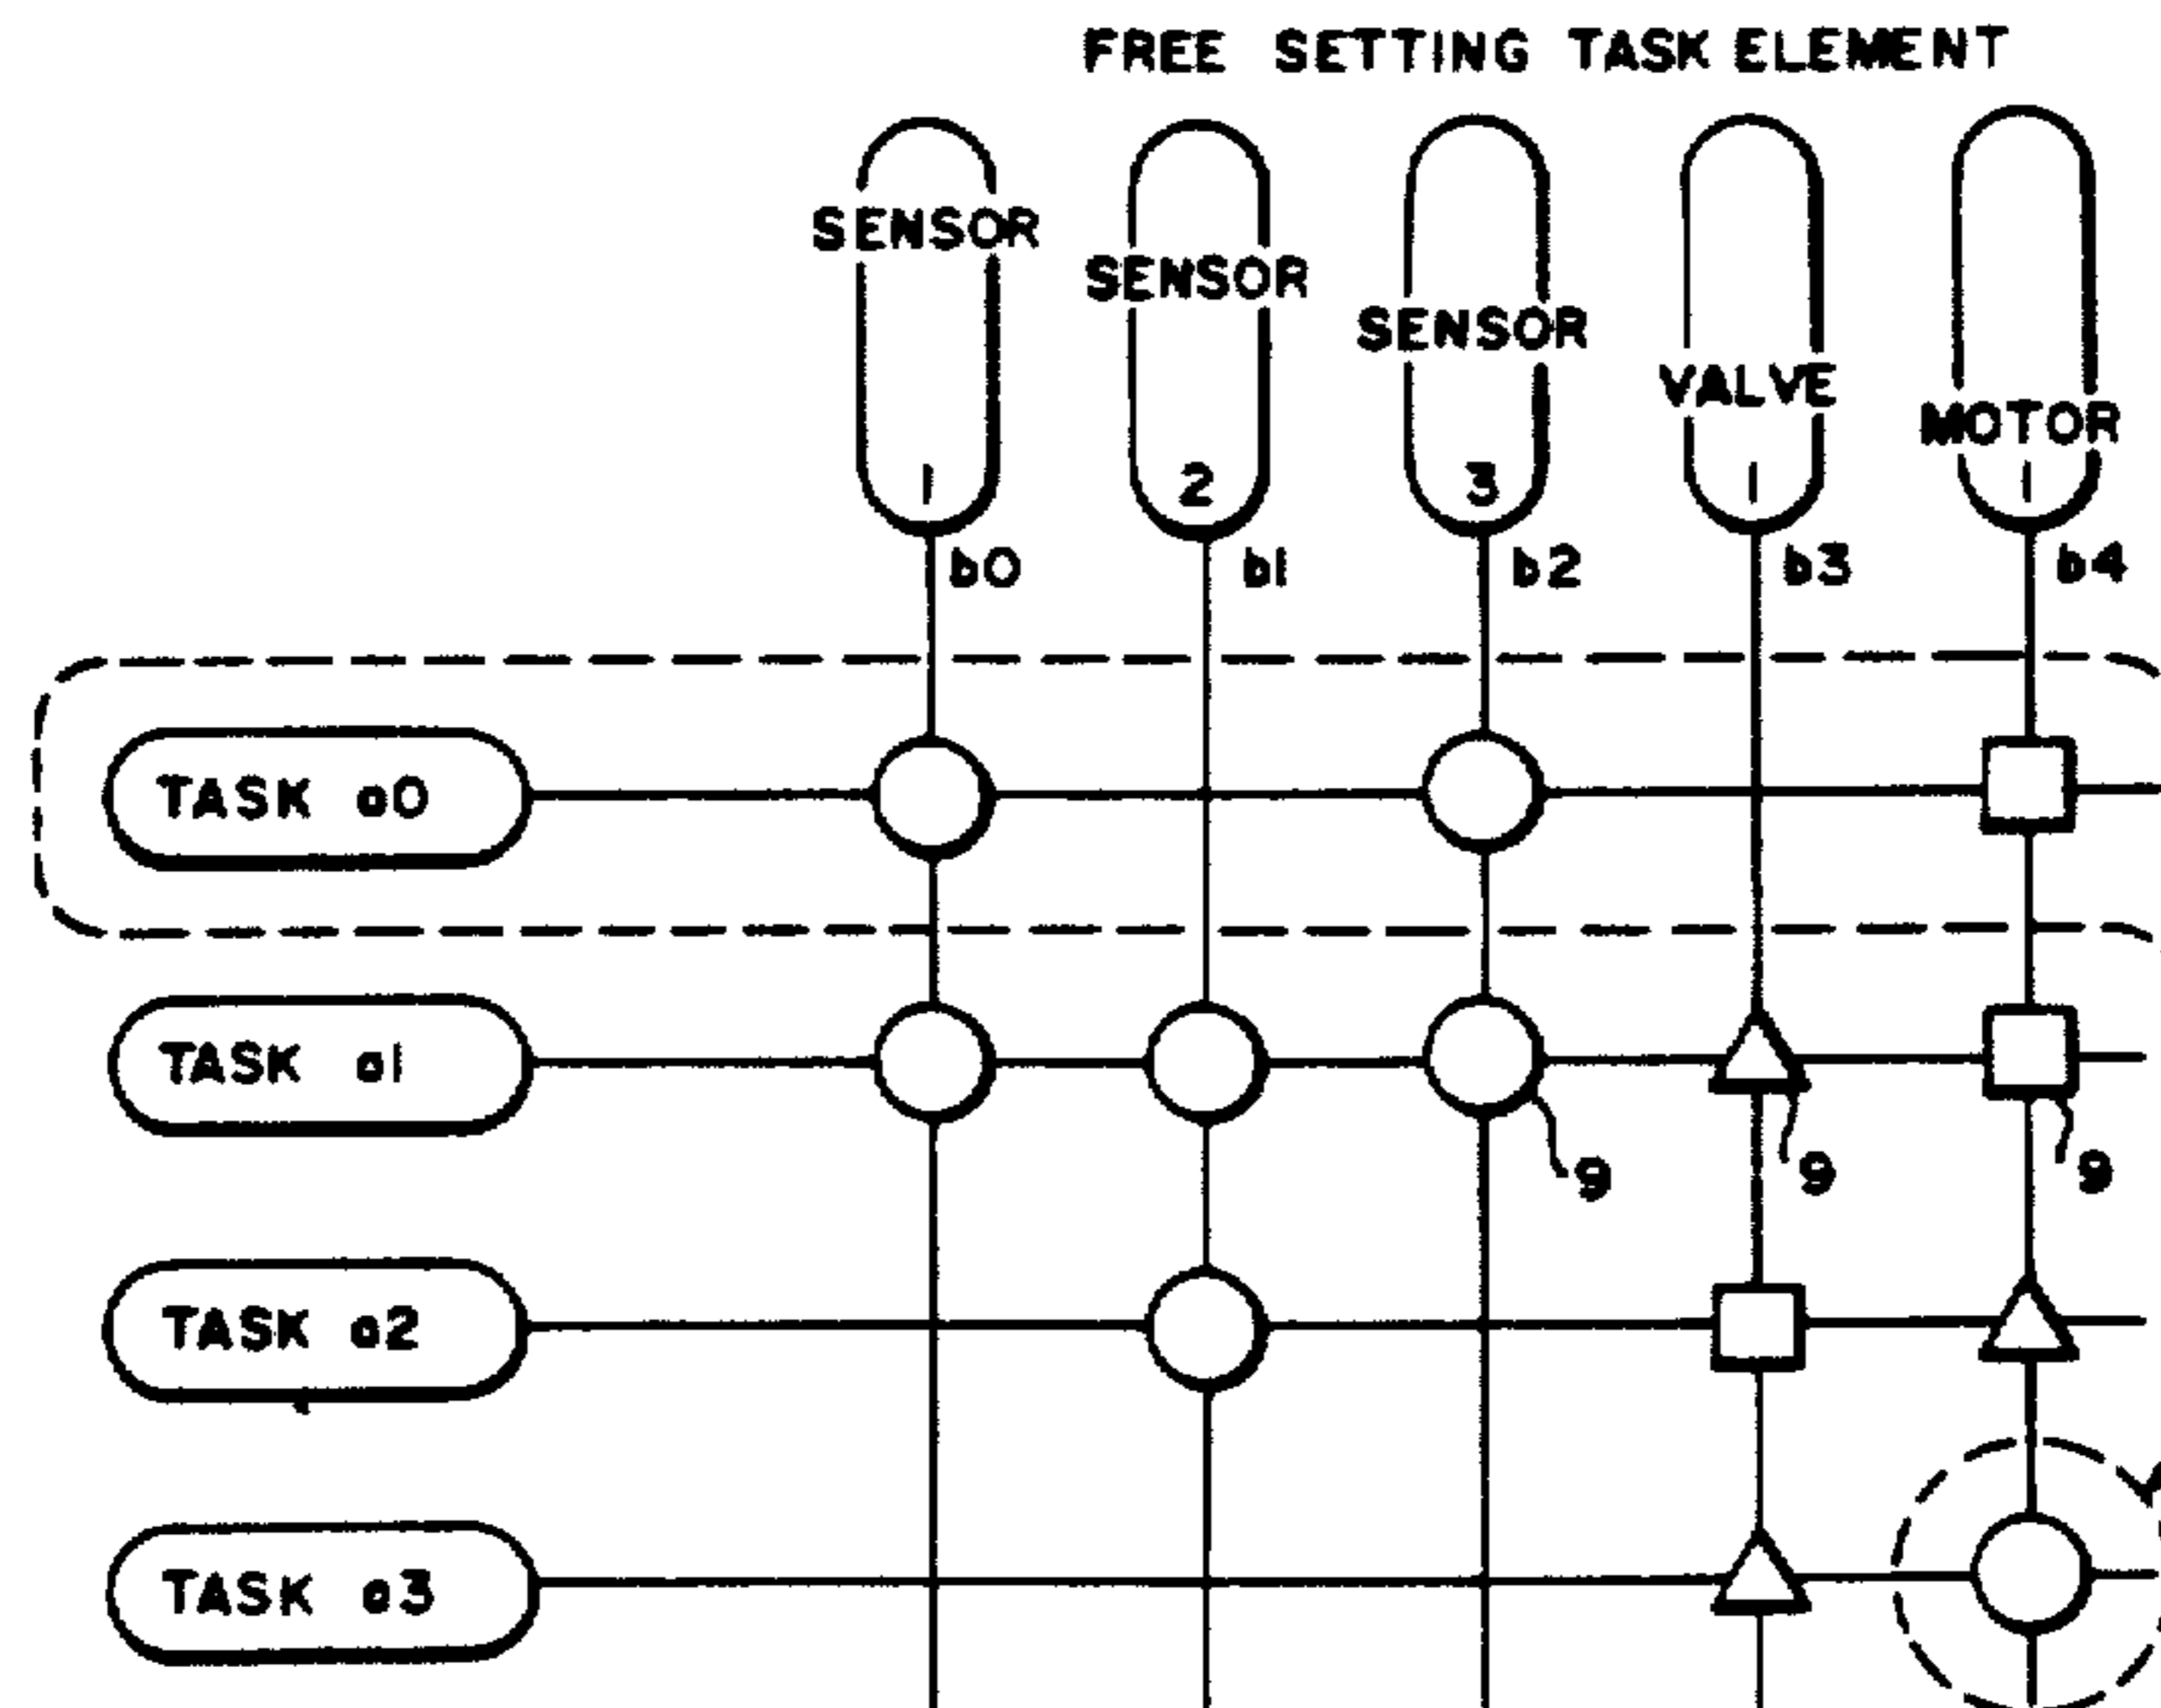 FREE SETTING TASK ELEMENT
SENSOR
SENSOR
SENSOR
VALVE
MOTOR
1 2 3 1 1
b0 b1 b2 b3 b4
TASK a0
TASK a1
9 9 9
TASK a2
TASK a3